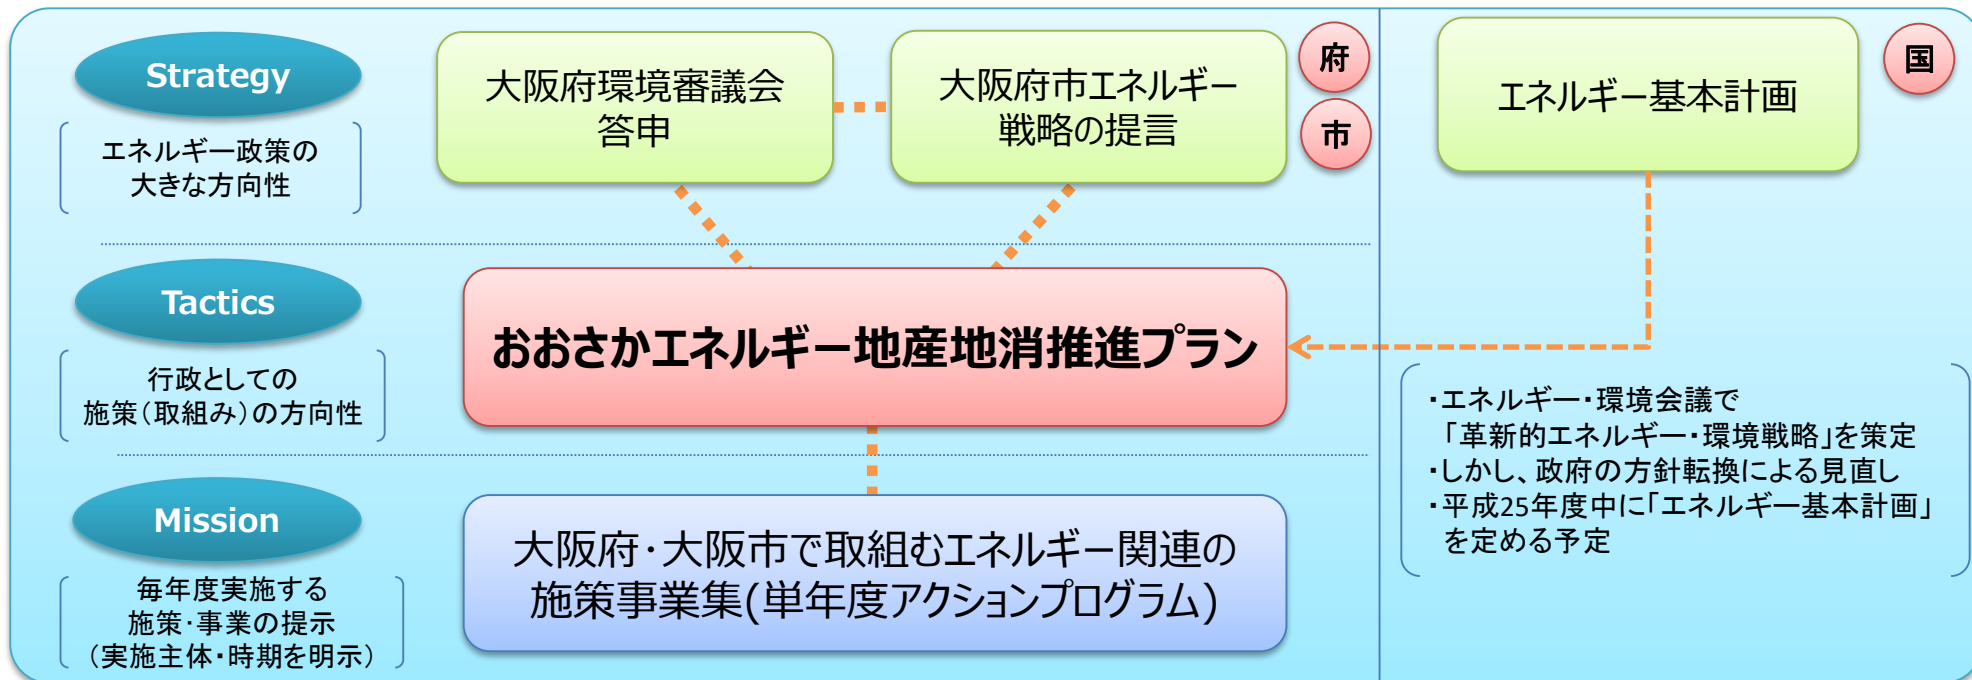 Strategy
エネルギー政策の
大きな方向性
大阪府環境審議会
答申
大阪府市エネルギー
戦略の提言
府
市
エネルギー基本計画
国
Tactics
行政としての
施策(取組み)の方向性
おおさかエネルギー地産地消推進プラン
・エネルギー・環境会議で
「革新的エネルギー・環境戦略」を策定
・しかし、政府の方針転換による見直し
・平成25年度中に「エネルギー基本計画」
を定める予定
Mission
毎年度実施する
施策・事業の提示
(実施主体・時期を明示)
大阪府・大阪市で取組むエネルギー関連の
施策事業集(単年度アクションプログラム)